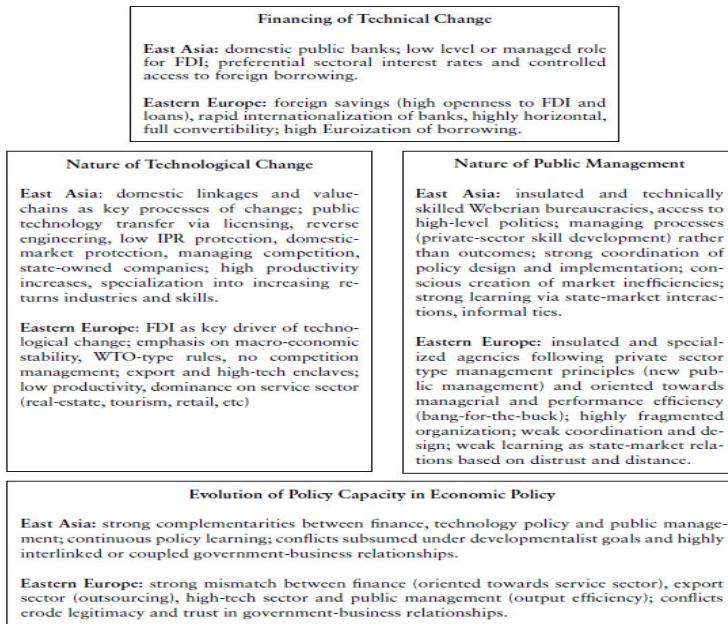 Financing of Technical Change
East Asia: domestic public banks; low level or managed role
for FDI; preferential sectoral interest rates and controlled
access to foreign borrowing.
Eastern Europe: foreign savings (high openness to FDI and
loans), rapid internationalization of banks, highly horizontal,
full convertibility; high Euroization of borrowing.
Nature of Technological Change
East Asia: domestic linkages and value-
chains as key processes of change; public
technology transfer via licensing, reverse
engineering, low IPR protection, domestic-
market protection, managing competition,
state-owned companies; high productivity
increases, specialization into increasing re-
turns industries and skills.
Eastern Europe: FDI as key driver of techno-
logical change; emphasis on macro-economic
stability, WTO-type rules, no competition
management; export and high-tech enclaves;
low productivity, dominance on service sector
(real-estate, tourism, retail, etc)
Nature of Public Management
East Asia: insulated and technically
skilled Weberian bureaucracies, access to
high-level politics; managing processes
(private-sector skill development) rather
than outcomes; strong coordination of
policy design and implementation; con-
scious creation of market inefficiencies;
strong learning via state-market interac-
tions, informal ties.
Eastern Europe: insulated and special-
ized agencies following private sector
type management principles (new pub-
lic management) and oriented towards
managerial and performance efficiency
(bang-for-the-buck); highly fragmented
organization; weak coordination and de-
sign; weak learning as state-market rela-
tions based on distrust and distance.
Evolution of Policy Capacity in Economic Policy
East Asia: strong complementarities between finance, technology policy and public manage-
ment; continuous policy learning; conflicts subsumed under developmentalist goals and highly
interlinked or coupled government-business relationships.
Eastern Europe: strong mismatch between finance (oriented towards service sector), export
sector (outsourcing), high-tech sector and public management (output efficiency); conflicts
erode legitimacy and trust in government-business relationships.